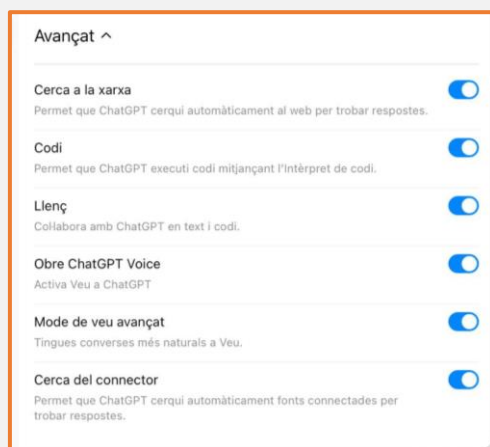 Avançat
Cerca a la xarxa
Permet que ChatGPT cerqui automàticament al web per trobar respostes.
Codi
Permet que ChatGPT executi codi mitjançant l'Intèrpret de codi.
Llenç
Col·labora amb ChatGPT en text i codi.
Obre ChatGPT Voice
Activa Veu a ChatGPT
Mode de veu avançat
Tingues converses més naturals a Veu.
Cerca del connector
Permet que ChatGPT cerqui automàticament fonts connectades per
trobar respostes.